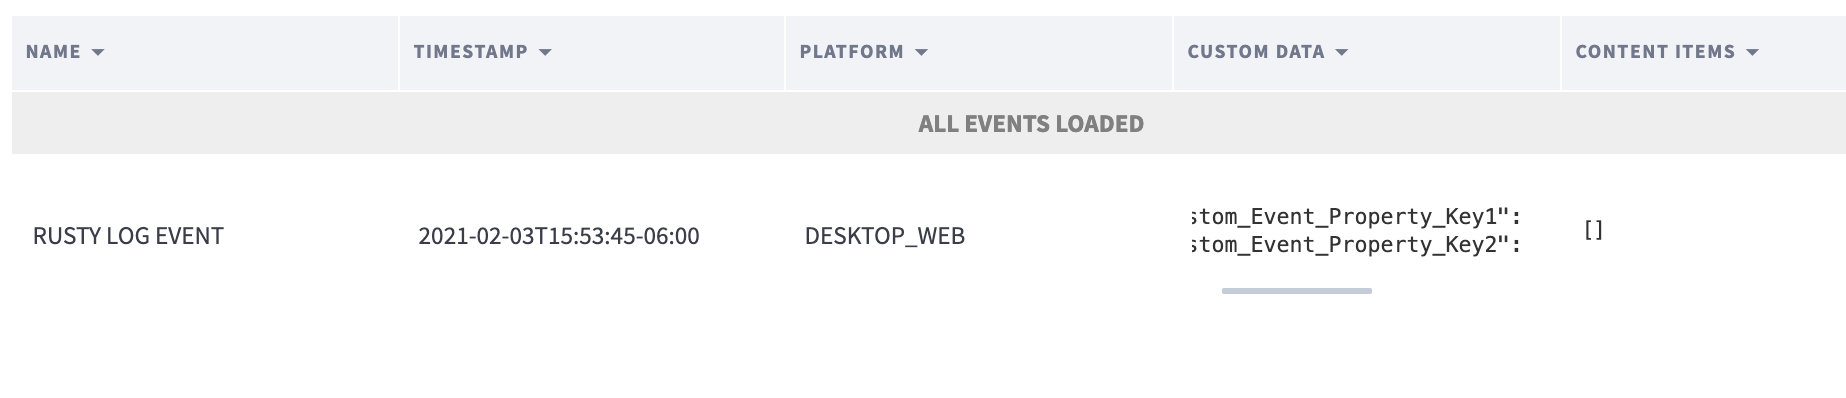 NAME
TIMESTAMP
PLATFORM
CUSTOM DATA
CONTENT ITEMS
ALL EVENTS LOADED
RUSTY LOG EVENT
2021-02-03T15:53:45-06:00
DESKTOP_WEB
stom_Event_Property_Key1":
stom_Event_Property_Key2":
[]